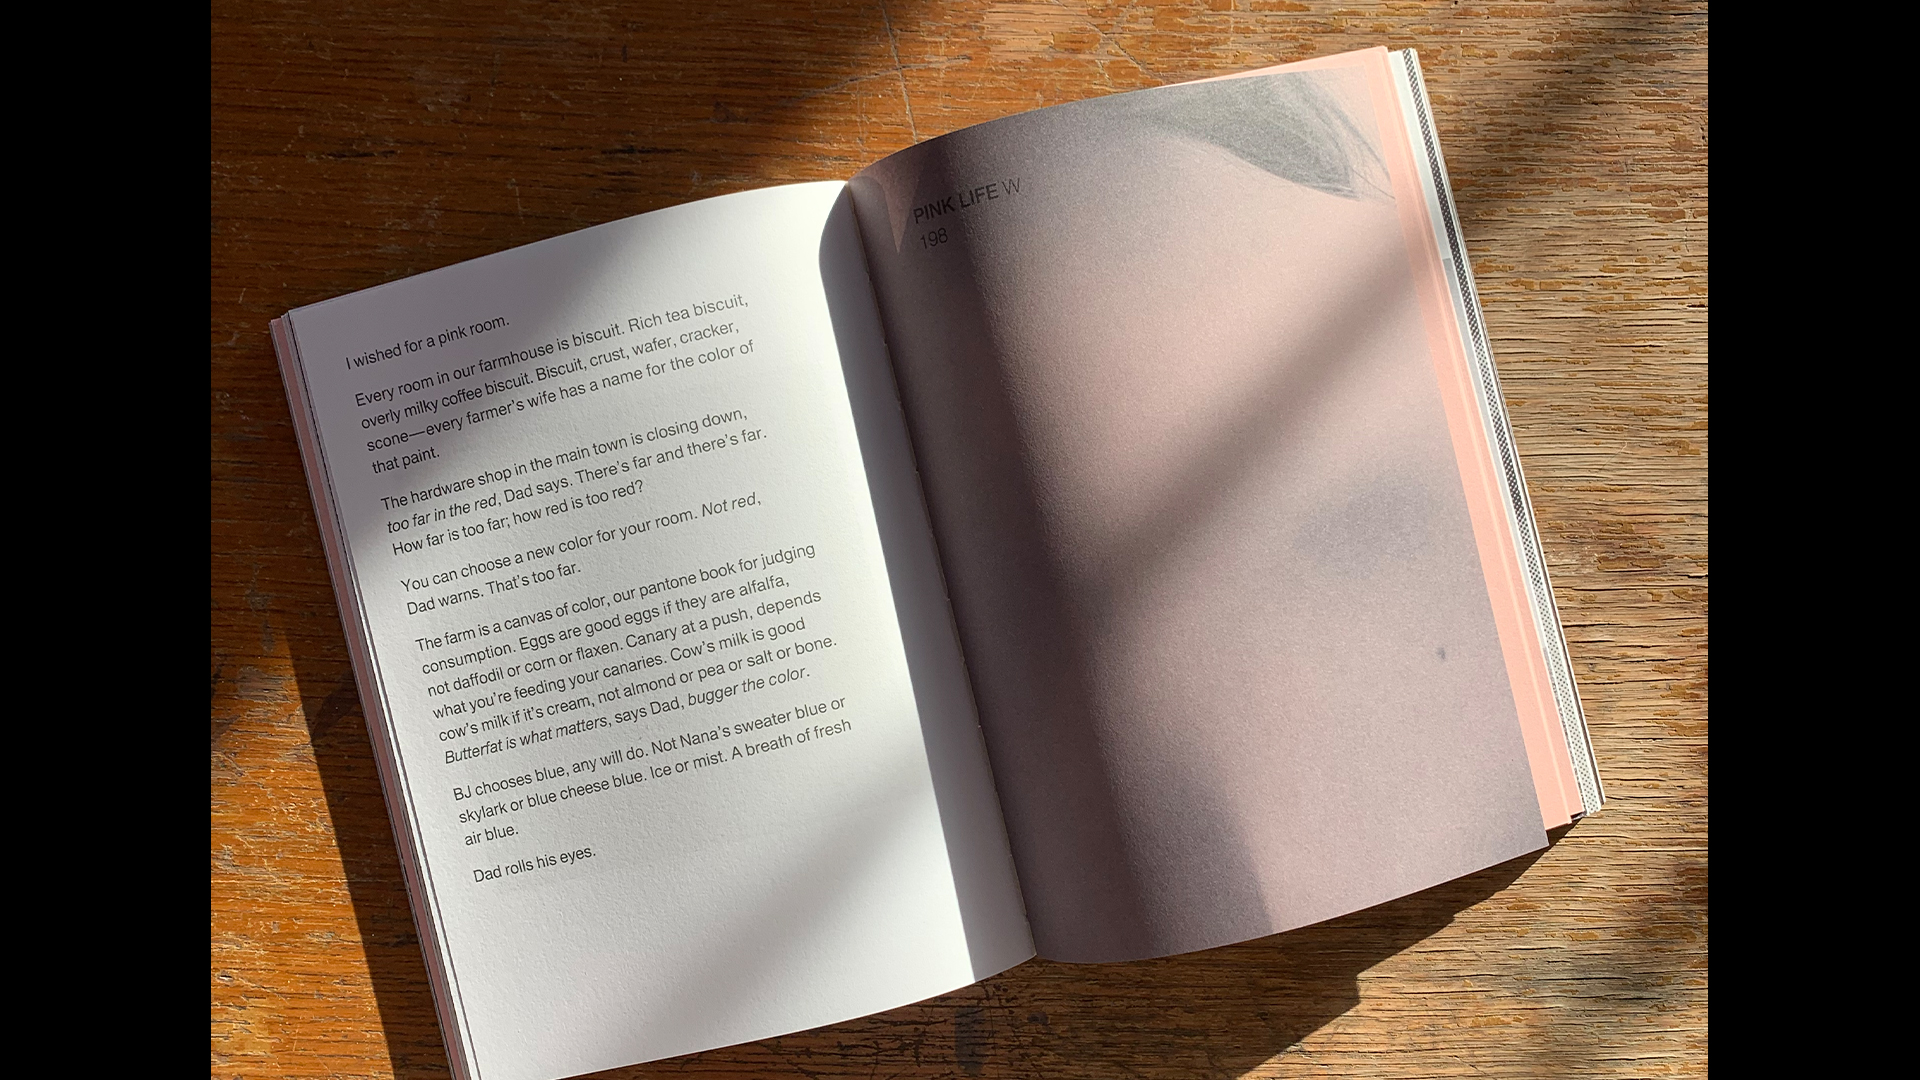 I wished for a pink room.
Every room in our farmhouse is biscuit. Rich tea biscuit,
overly milky coffee biscuit. Biscuit, crust, wafer, cracker,
scone—every farmer's wife has a name for the color of
that paint.
The hardware shop in the main town is closing down,
too far in the red, Dad says. There's far and there's far.
How far is too far; how red is too red?
You can choose a new color for your room. Not red,
Dad warns. That's too far.
The farm is a canvas of color, our pantone book for judging
consumption. Eggs are good eggs if they are alfalfa,
not daffodil or corn or flaxen. Canary at a push, depends
what you're feeding your canaries. Cow's milk is good
cow's milk if it's cream, not almond or pea or salt or bone.
Butterfat is what matters, says Dad, bugger the color.
BJ chooses blue, any will do. Not Nana's sweater blue or
skylark or blue cheese blue. Ice or mist. A breath of fresh
air blue.
Dad rolls his eyes.
PINK LIFE W
198